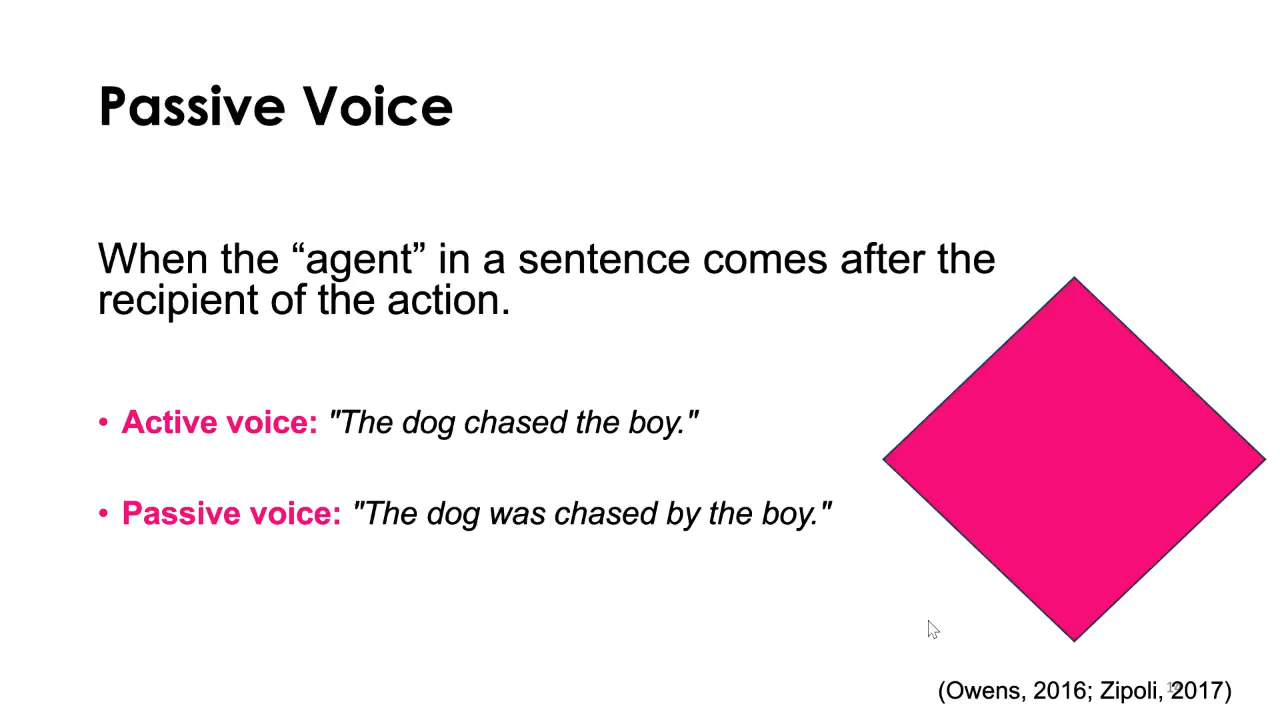 Passive Voice
When the “agent” in a sentence comes after the
recipient of the action.
• Active voice: "The dog chased the boy."
• Passive voice: "The dog was chased by the boy."
(Owens, 2016; Zipoli, 2017)